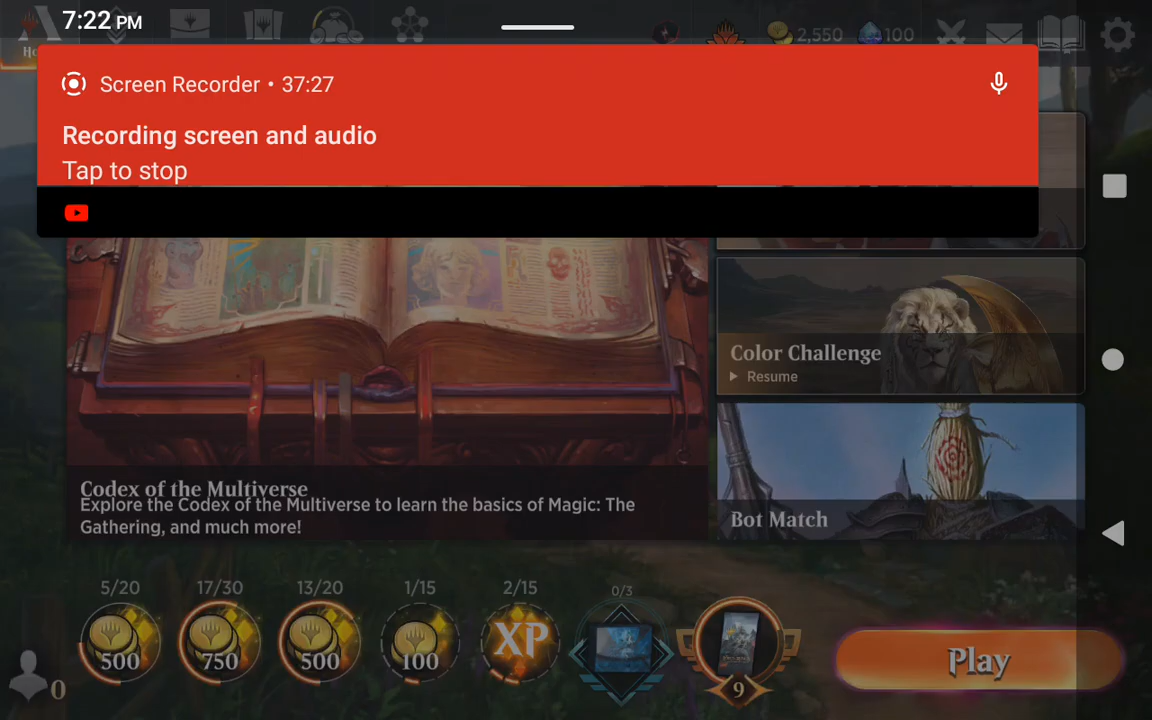 7:22 PM
2,550
100
Screen Recorder • 37:27
Recording screen and audio
Tap to stop
Color Challenge
Resume
Codex of the Multiverse
Explore the Codex of the Multiverse to learn the basics of Magic: The
Gathering, and much more!
Bot Match
5/20
17/30
13/20
1/15
2/15
0/3
500
750
500
100
XP
9
Play
0